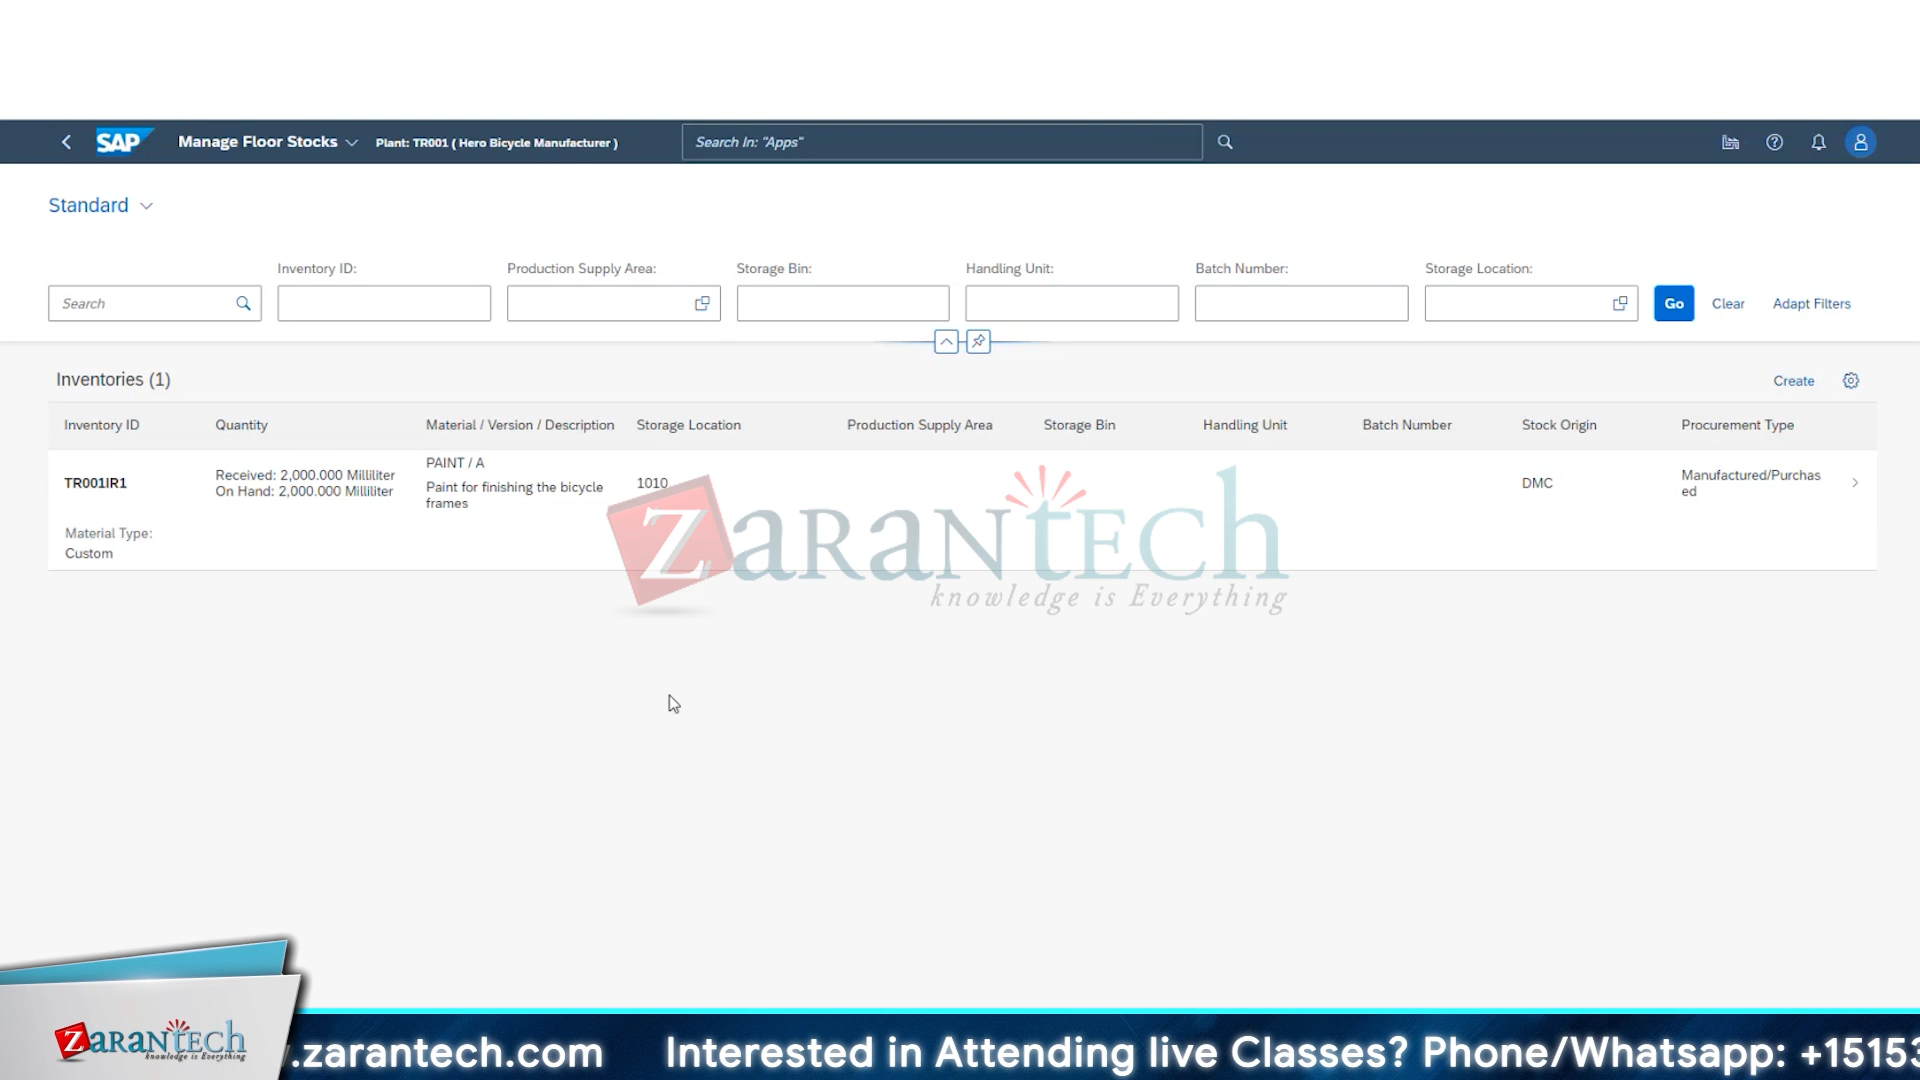 SAP Manage Floor Stocks Plant: TR001 ( Hero Bicycle Manufacturer ) Search In: "Apps"
Standard
Inventory ID: Production Supply Area: Storage Bin: Handling Unit: Batch Number: Storage Location:
Search Go Clear Adapt Filters
Inventories (1) Create
Inventory ID Quantity Material / Version / Description Storage Location Production Supply Area Storage Bin Handling Unit Batch Number Stock Origin Procurement Type
TR001IR1
Received: 2,000.000 Milliliter
On Hand: 2,000.000 Milliliter
PAINT / A
Paint for finishing the bicycle
frames
1010
DMC
Manufactured/Purchas
ed
Material Type:
Custom
ZaranTech
knowledge is Everything
ZaranTech
knowledge is Everything
.zarantech.com Interested in Attending live Classes? Phone/Whatsapp: +1515